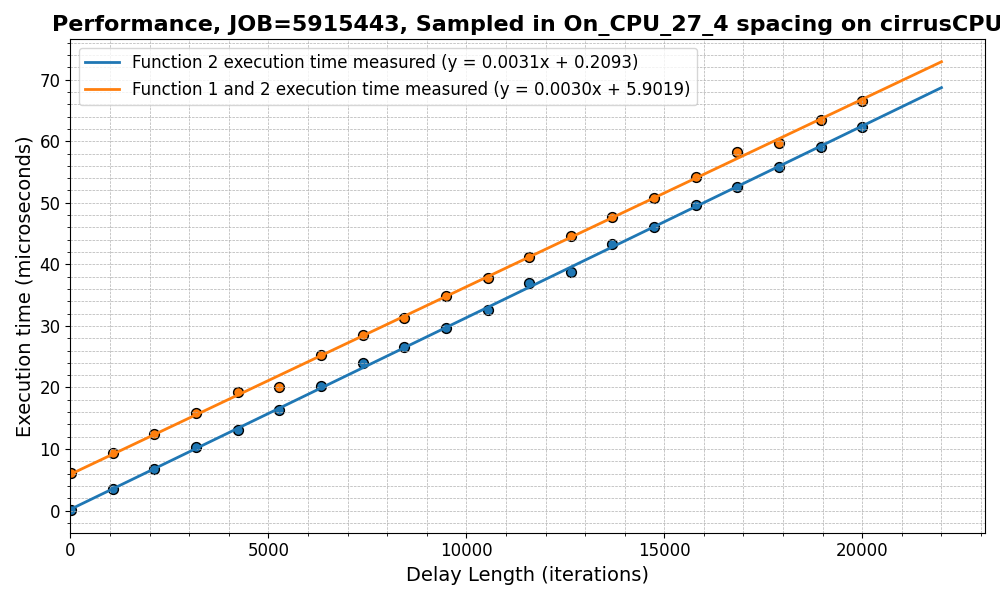 Performance, JOB=5915443, Sampled in On_CPU_27_4 spacing on cirrusCPU
Function 2 execution time measured (y = 0.0031x + 0.2093)
Function 1 and 2 execution time measured (y = 0.0030x + 5.9019)
Execution time (microseconds)
70
60
50
40
30
20
10
0
0 5000 10000 15000 20000
Delay Length (iterations)